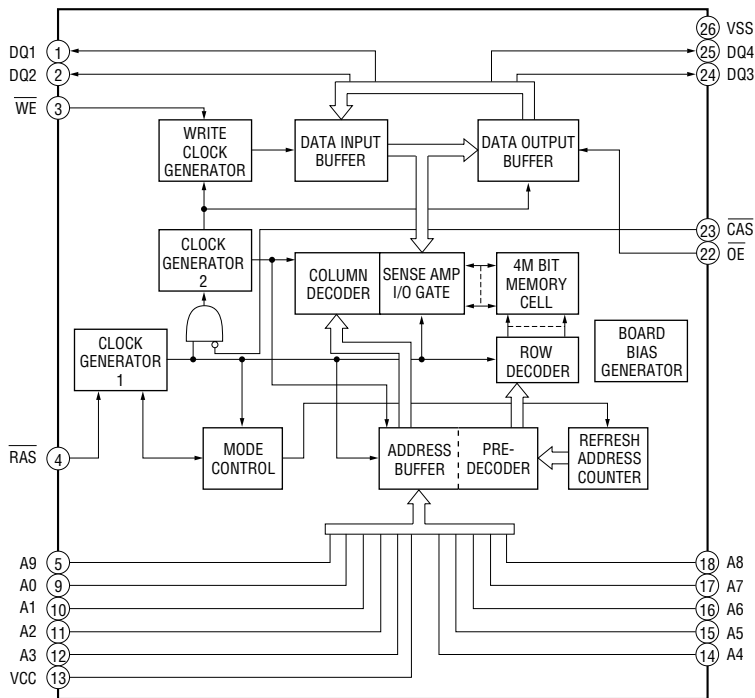 26 VSS
DQ1 1
25 DQ4
DQ2 2
24 DQ3
WE 3
WRITE
CLOCK
GENERATOR
DATA INPUT
BUFFER
DATA OUTPUT
BUFFER
23 CAS
22 OE
CLOCK
GENERATOR
2
COLUMN
DECODER
SENSE AMP
I/O GATE
4M BIT
MEMORY
CELL
CLOCK
GENERATOR
1
ROW
DECODER
BOARD
BIAS
GENERATOR
RAS 4
MODE
CONTROL
ADDRESS
BUFFER
PRE-
DECODER
REFRESH
ADDRESS
COUNTER
A9 5
A0 9
A1 10
A2 11
A3 12
VCC 13
18 A8
17 A7
16 A6
15 A5
14 A4